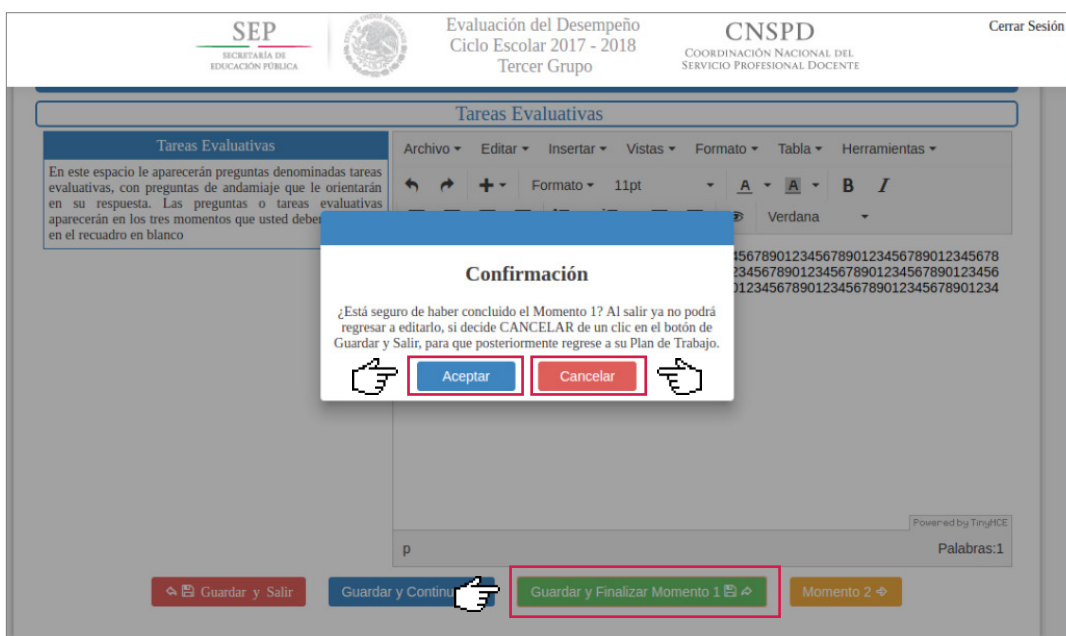 SEP
SECRETARÍA DE
EDUCACIÓN PÚBLICA
Evaluación del Desempeño
Ciclo Escolar 2017 - 2018
Tercer Grupo
CNSPD
COORDINACIÓN NACIONAL DEL
SERVICIO PROFESIONAL DOCENTE
Cerrar Sesión
Tareas Evaluativas
Tareas Evaluativas
En este espacio le aparecerán preguntas denominadas tareas
evaluativas, con preguntas de andamiaje que le orientarán
en su respuesta. Las preguntas o tareas evaluativas
aparecerán en los tres momentos que usted
en el recuadro en blanco
Archivo Editar Insertar Vistas Formato Tabla Herramientas
Formato 11pt A A B I
Verdana
Confirmación
¿Está seguro de haber concluido el Momento 1? Al salir ya no podrá
regresar a editarlo, si decide CANCELAR de un clic en el botón de
Guardar y Salir, para que posteriormente regrese a su Plan de Trabajo.
Aceptar Cancelar
Powered by TinyMCE
p Palabras:1
Guardar y Salir Guardar y Guardar y Finalizar Momento 1 Momento 2